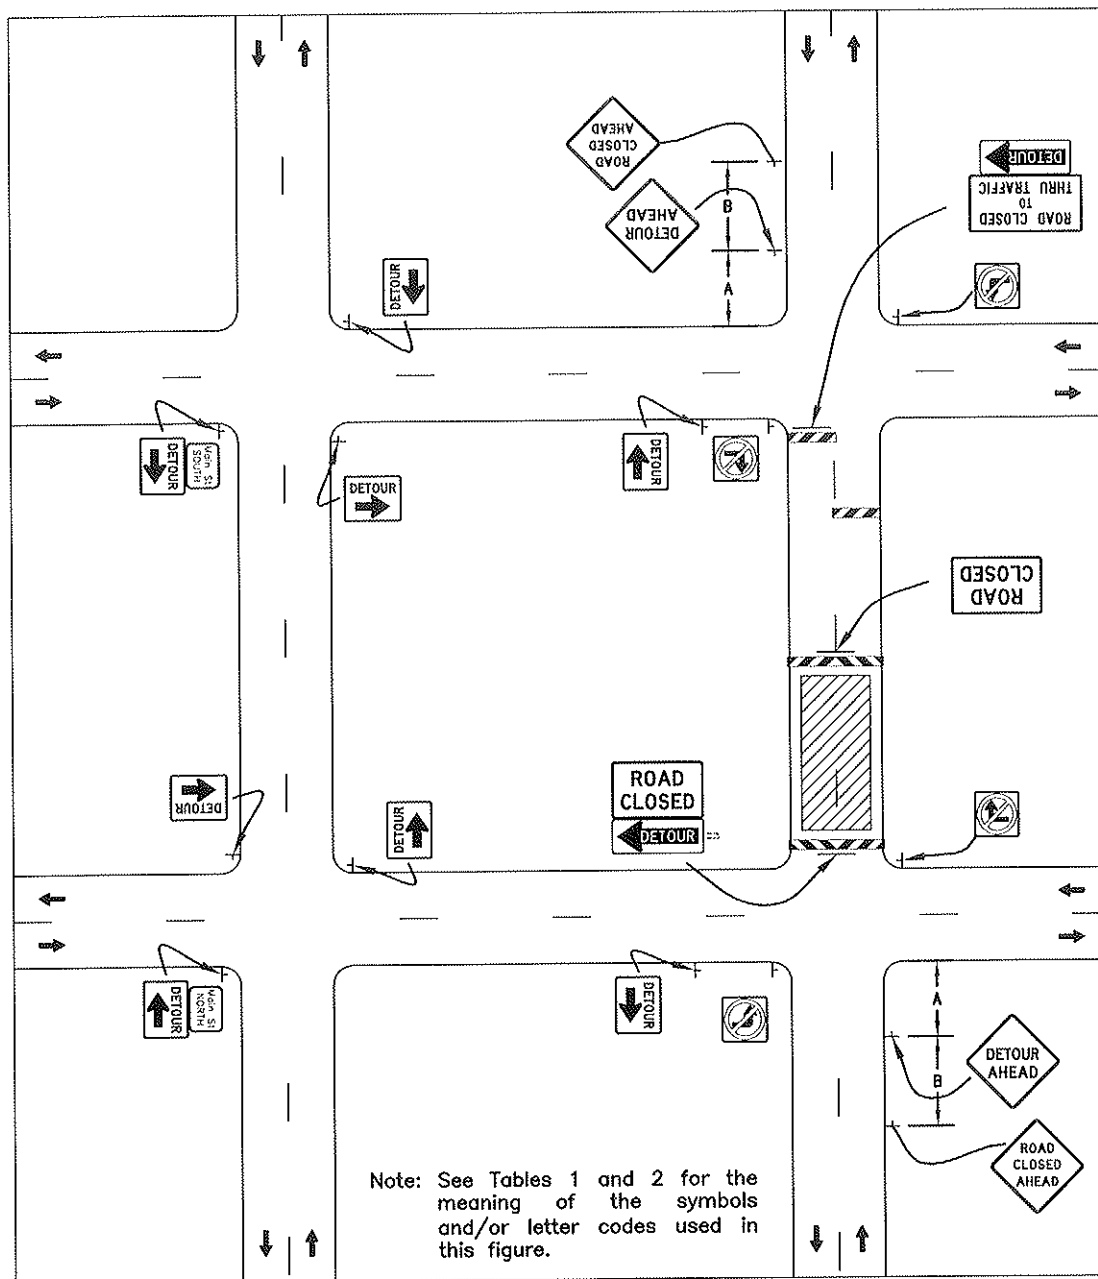 ROAD
CLOSED
AHEAD
DETOUR
AHEAD
B
A
DETOUR
ROAD CLOSED
TO
THRU TRAFFIC
DETOUR
DETOUR
Main St
SOUTH
DETOUR
DETOUR
ROAD
CLOSED
DETOUR
DETOUR
ROAD
CLOSED
DETOUR
DETOUR
Main St
NORTH
DETOUR
A
B
DETOUR
AHEAD
ROAD
CLOSED
AHEAD
Note: See Tables 1 and 2 for the
meaning of the symbols
and/or letter codes used in
this figure.